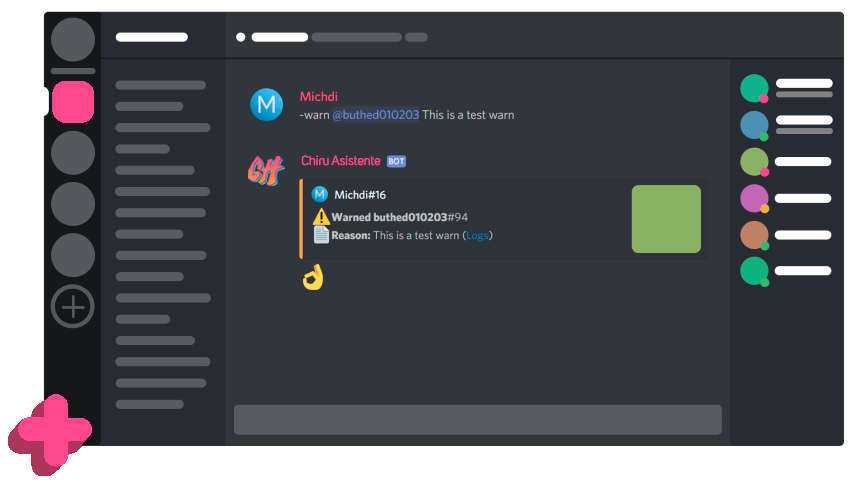 M
Michdi
-warn @buthed010203 This is a test warn
CH
Chiru Asistente BOT
M Michdi#16
Warned buthed010203#94
Reason: This is a test warn (Logs)